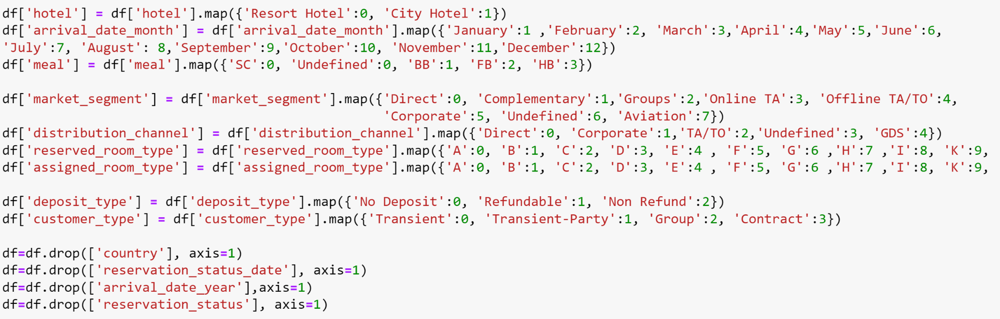 df['hotel'] = df['hotel'].map({'Resort Hotel':0, 'City Hotel':1})
df['arrival_date_month'] = df['arrival_date_month'].map({'January':1 ,'February':2, 'March':3,'April':4,'May':5,'June':6,
'July':7, 'August': 8,'September':9,'October':10, 'November':11,'December':12})
df['meal'] = df['meal'].map({'SC':0, 'Undefined':0, 'BB':1, 'FB':2, 'HB':3})
df['market_segment'] = df['market_segment'].map({'Direct':0, 'Complementary':1,'Groups':2,'Online TA':3, 'Offline TA/TO':4,
'Corporate':5, 'Undefined':6, 'Aviation':7})
df['distribution_channel'] = df['distribution_channel'].map({'Direct':0, 'Corporate':1,'TA/TO':2,'Undefined':3, 'GDS':4})
df['reserved_room_type'] = df['reserved_room_type'].map({'A':0, 'B':1, 'C':2, 'D':3, 'E':4 , 'F':5, 'G':6 ,'H':7 ,'I':8, 'K':9,
df['assigned_room_type'] = df['assigned_room_type'].map({'A':0, 'B':1, 'C':2, 'D':3, 'E':4 , 'F':5, 'G':6 ,'H':7 ,'I':8, 'K':9,
df['deposit_type'] = df['deposit_type'].map({'No Deposit':0, 'Refundable':1, 'Non Refund':2})
df['customer_type'] = df['customer_type'].map({'Transient':0, 'Transient-Party':1, 'Group':2, 'Contract':3})
df=df.drop(['country'], axis=1)
df=df.drop(['reservation_status_date'], axis=1)
df=df.drop(['arrival_date_year'],axis=1)
df=df.drop(['reservation_status'], axis=1)